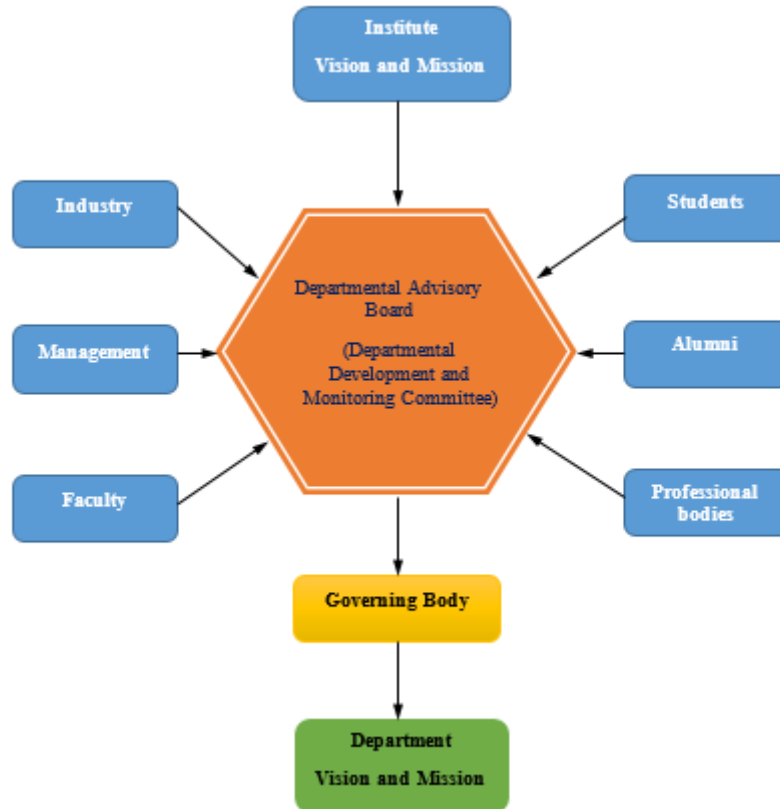 Institute
Vision and Mission
Industry
Students
Departmental Advisory
Board
(Departmental
Development and
Monitoring Committee)
Management
Alumni
Faculty
Professional
bodies
Governing Body
Department
Vision and Mission